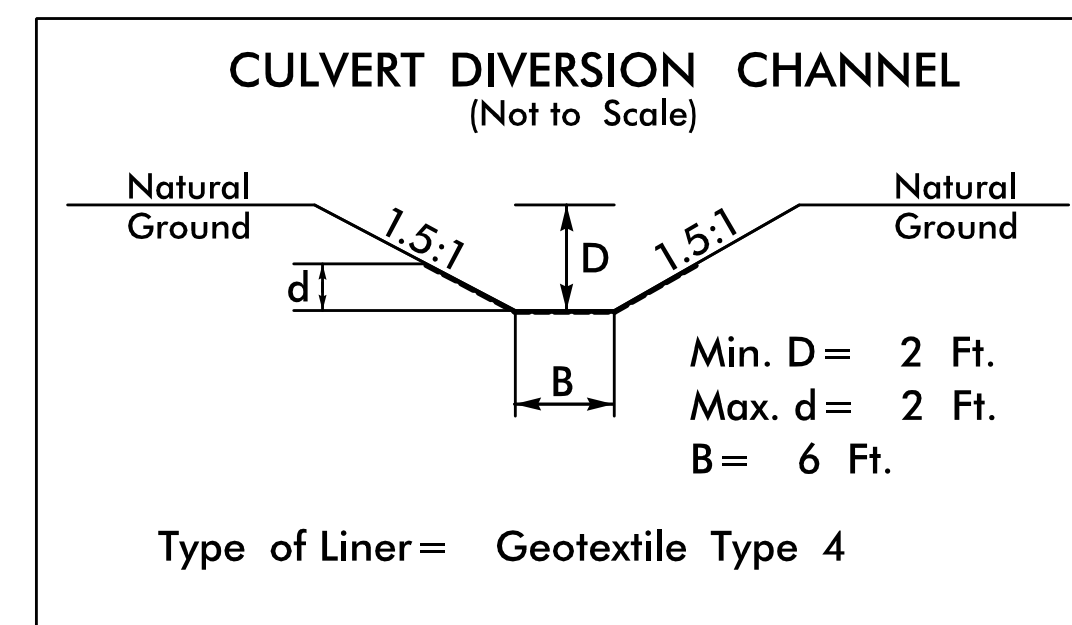 CULVERT DIVERSION CHANNEL
(Not to Scale)
Natural
Ground
1.5:1
d
D
B
1.5:1
Natural
Ground
Min. D = 2 Ft.
Max. d = 2 Ft.
B = 6 Ft.
Type of Liner = Geotextile Type 4